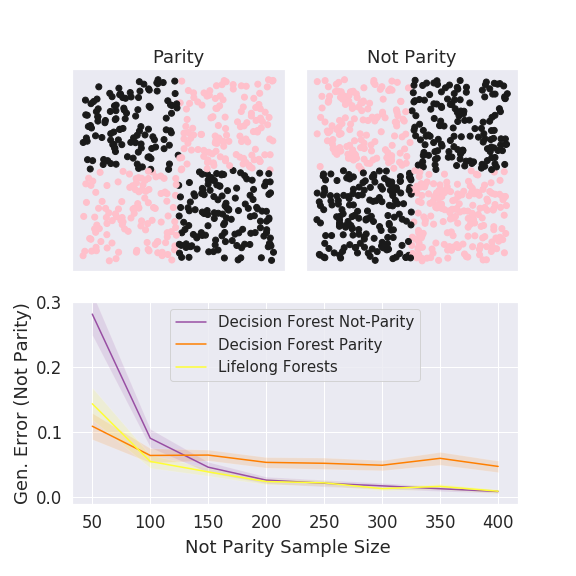 Parity
Not Parity
Gen. Error (Not Parity)
0.3
0.2
0.1
0.0
Decision Forest Not-Parity
Decision Forest Parity
Lifelong Forests
50 100 150 200 250 300 350 400
Not Parity Sample Size